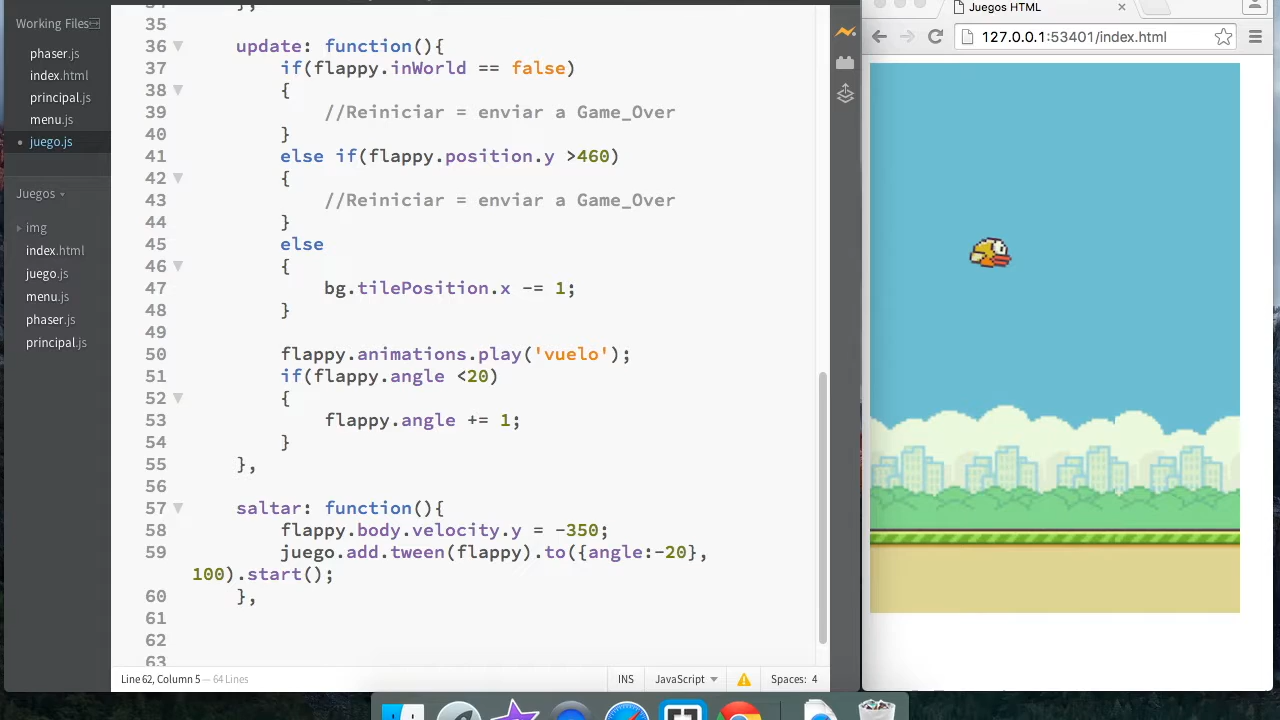 Working Files
phaser.js
index.html
principal.js
menu.js
juego.js
Juegos
img
index.html
juego.js
menu.js
phaser.js
principal.js
35
36 update: function(){
37 if(flappy.inWorld == false)
38 {
39 //Reiniciar = enviar a Game_Over
40 }
41 else if(flappy.position.y >460)
42 {
43 //Reiniciar = enviar a Game_Over
44 }
45 else
46 {
47 bg.tilePosition.x -= 1;
48 }
49
50 flappy.animations.play('vuelo');
51 if(flappy.angle <20)
52 {
53 flappy.angle += 1;
54 }
55 },
56
57 saltar: function(){
58 flappy.body.velocity.y = -350;
59 juego.add.tween(flappy).to({angle:-20},
100).start();
60 },
61
62
63
Line 62, Column 5 — 64 Lines
INS
JavaScript
Spaces: 4
Juegos HTML
127.0.0.1:53401/index.html